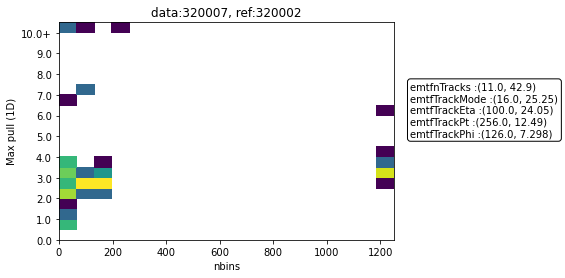 data:320007, ref:320002
Max pull (1D)
10.0+
9.0
8.0
7.0
6.0
5.0
4.0
3.0
2.0
1.0
0.0
0 200 400 600 800 1000 1200
nbins
emtfnTracks :(11.0, 42.9)
emtfTrackMode :(16.0, 25.25)
emtfTrackEta :(100.0, 24.05)
emtfTrackPt :(256.0, 12.49)
emtfTrackPhi :(126.0, 7.298)